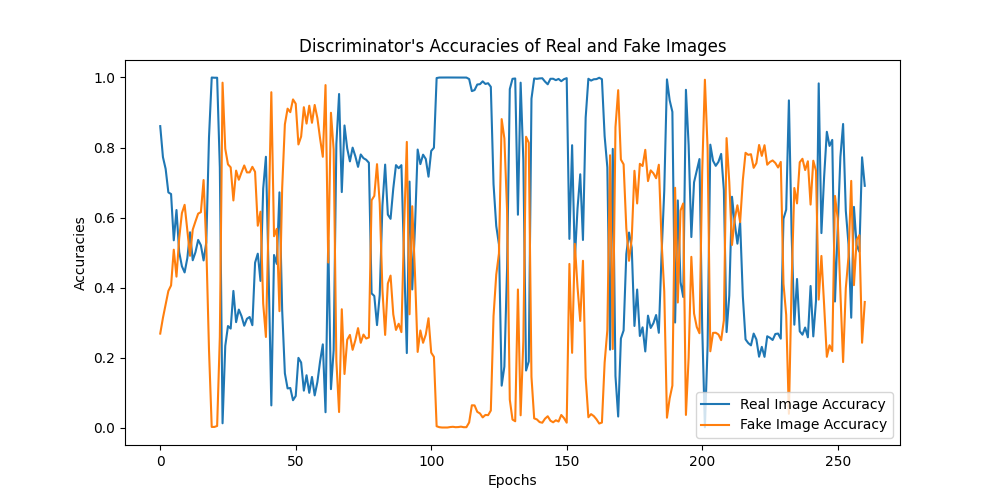 Discriminator's Accuracies of Real and Fake Images
Accuracies
1.0
0.8
0.6
0.4
0.2
0.0
0 50 100 150 200 250
Epochs
Real Image Accuracy
Fake Image Accuracy